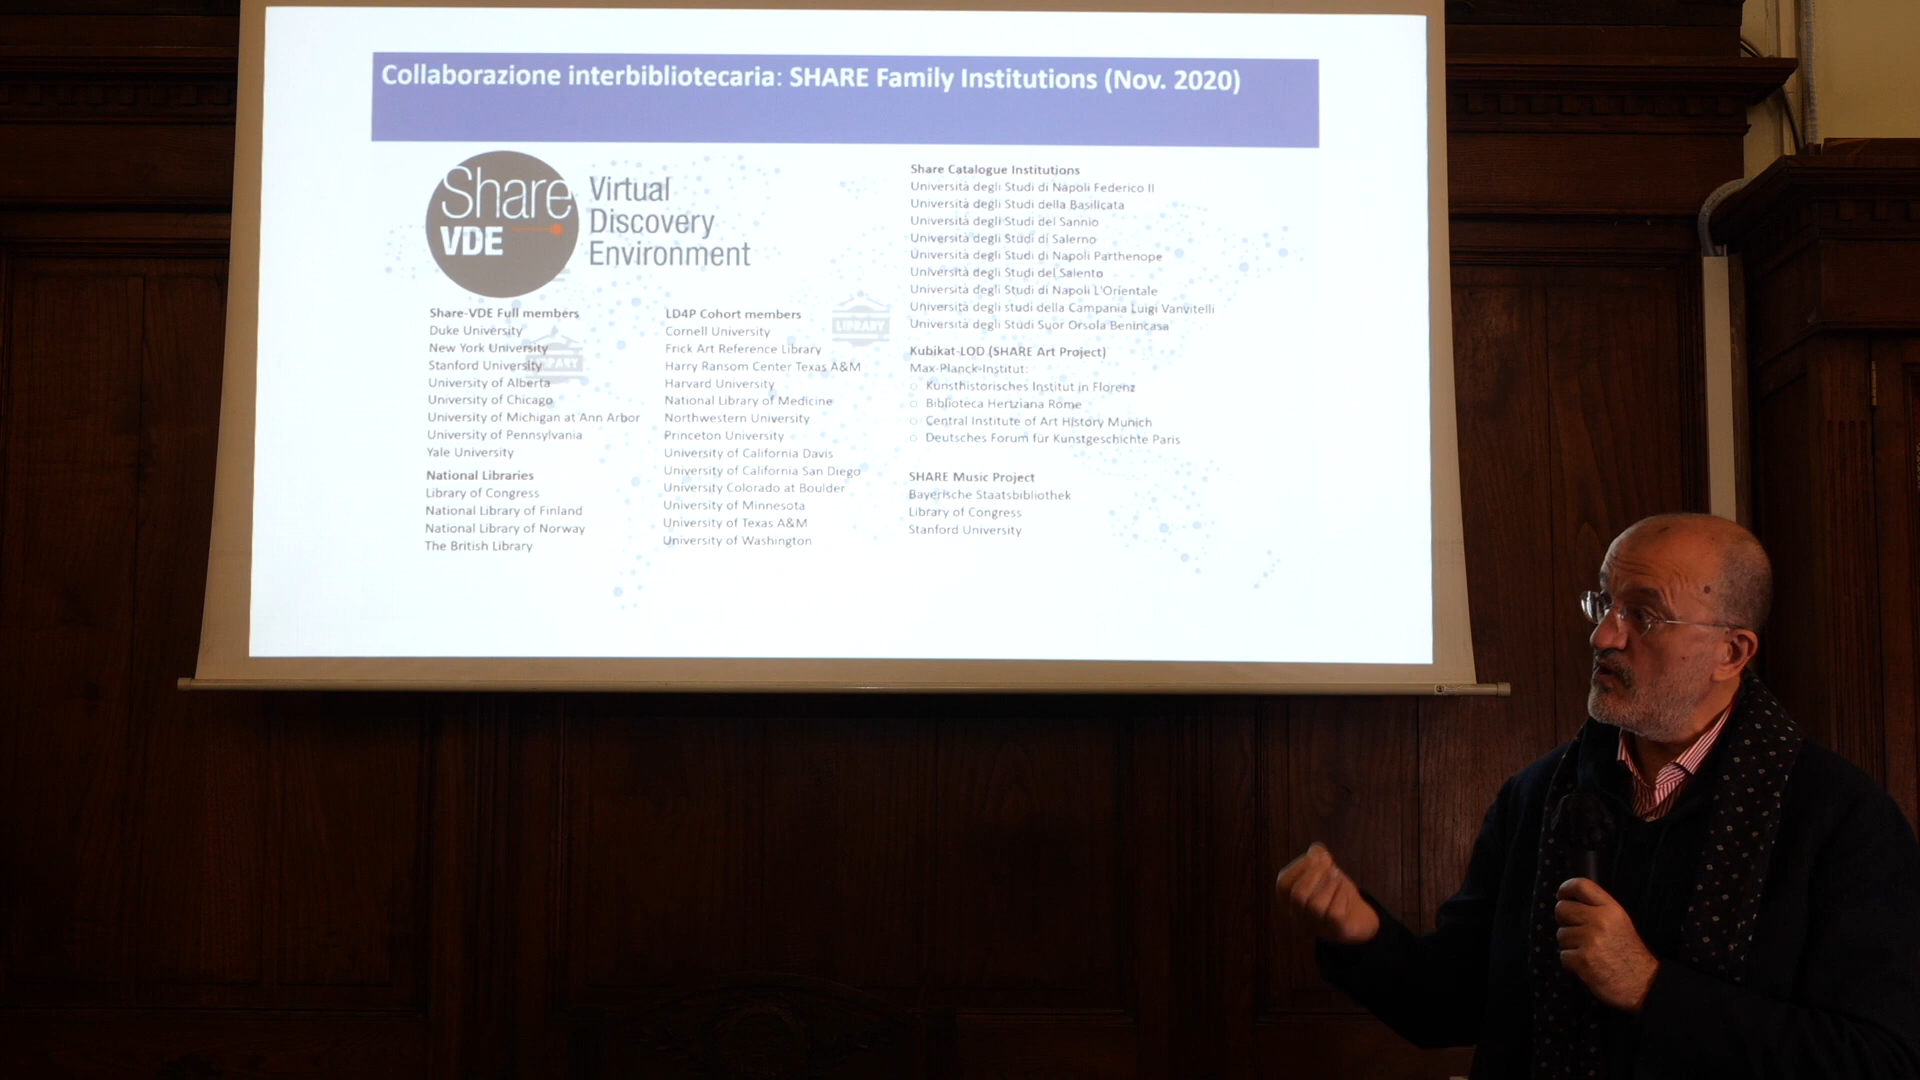 Collaborazione interbibliotecaria: SHARE Family Institutions (Nov. 2020)
Share
VDE
Virtual
Discovery
Environment
Share-VDE Full members
Duke University
New York University
Stanford University
University of Alberta
University of Chicago
University of Michigan at Ann Arbor
University of Pennsylvania
Yale University
National Libraries
Library of Congress
National Library of Finland
National Library of Norway
The British Library
LIBRARY
LD4P Cohort members
Cornell University
Frick Art Reference Library
Harry Ransom Center Texas A&M
Harvard University
National Library of Medicine
Northwestern University
Princeton University
University of California Davis
University of California San Diego
University Colorado at Boulder
University of Minnesota
University of Texas A&M
University of Washington
LIBRARY
Share Catalogue Institutions
Università degli Studi di Napoli Federico II
Università degli Studi della Basilicata
Università degli Studi del Sannio
Università degli Studi di Salerno
Università degli Studi di Napoli Parthenope
Università degli Studi del Salento
Università degli Studi di Napoli L'Orientale
Università degli studi della Campania Luigi Vanvitelli
Università degli Studi Suor Orsola Benincasa
Kubikat-LOD (SHARE Art Project)
Max-Planck-Institut:
Kunsthistorisches Institut in Florenz
Biblioteca Hertziana Rome
Central Institute of Art History Munich
Deutsches Forum für Kunstgeschichte Paris
SHARE Music Project
Bayerische Staatsbibliothek
Library of Congress
Stanford University